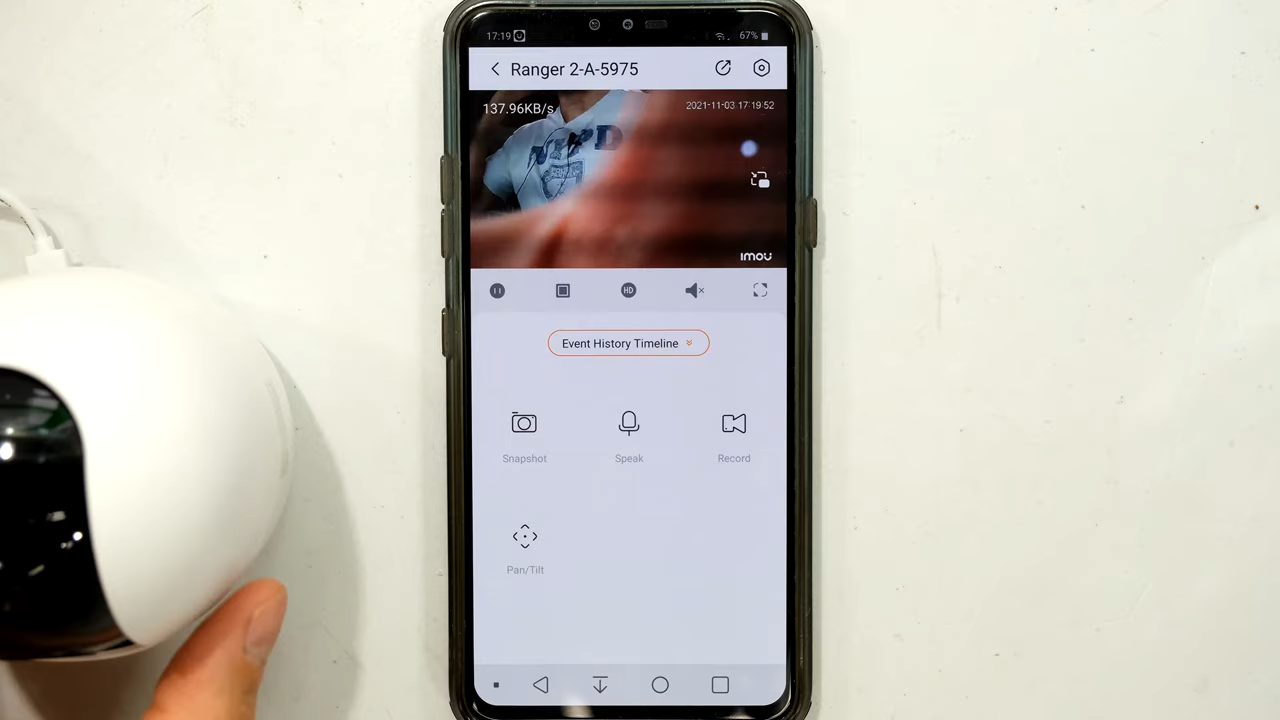 17:19 67%
Ranger 2-A-5975
137.96KB/s 2021-11-03 17:19:52
NYPD
imou
HD
Event History Timeline
Snapshot Speak Record
Pan/Tilt